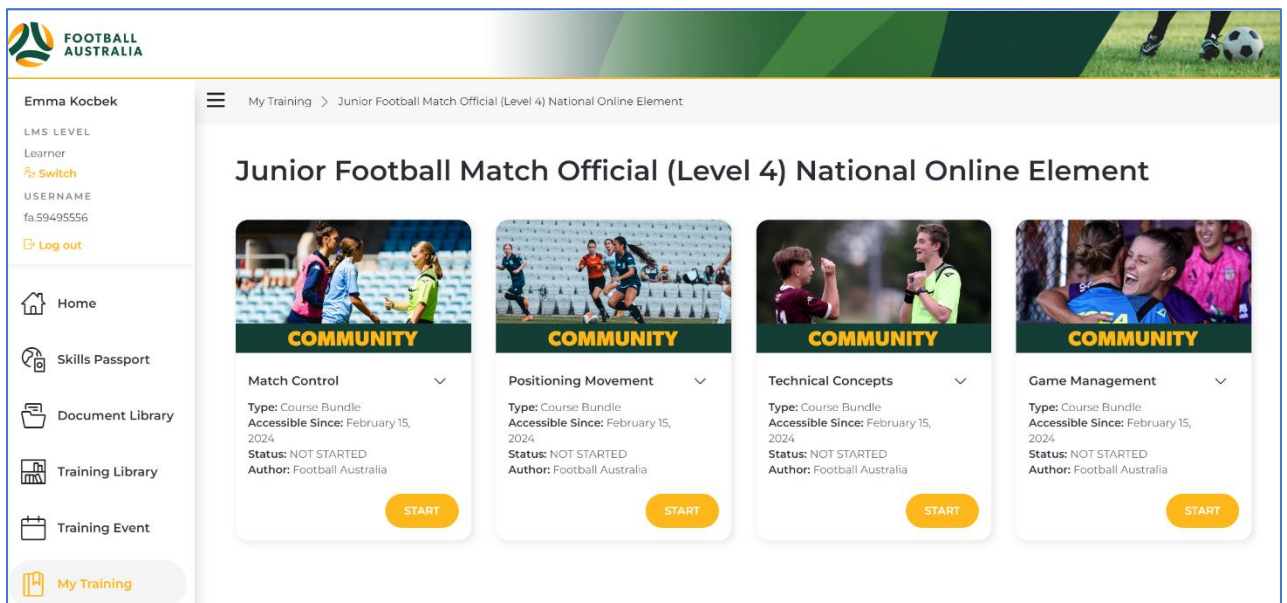 FOOTBALL
AUSTRALIA
Emma Kocbek
LMS LEVEL
Learner
Switch
USERNAME
fa.59495556
Log out
Home
Skills Passport
Document Library
Training Library
Training Event
My Training
My Training > Junior Football Match Official (Level 4) National Online Element
Junior Football Match Official (Level 4) National Online Element
COMMUNITY
Match Control
Type: Course Bundle
Accessible Since: February 15,
2024
Status: NOT STARTED
Author: Football Australia
START
COMMUNITY
Positioning Movement
Type: Course Bundle
Accessible Since: February 15,
2024
Status: NOT STARTED
Author: Football Australia
START
COMMUNITY
Technical Concepts
Type: Course Bundle
Accessible Since: February 15,
2024
Status: NOT STARTED
Author: Football Australia
START
COMMUNITY
Game Management
Type: Course Bundle
Accessible Since: February 15,
2024
Status: NOT STARTED
Author: Football Australia
START